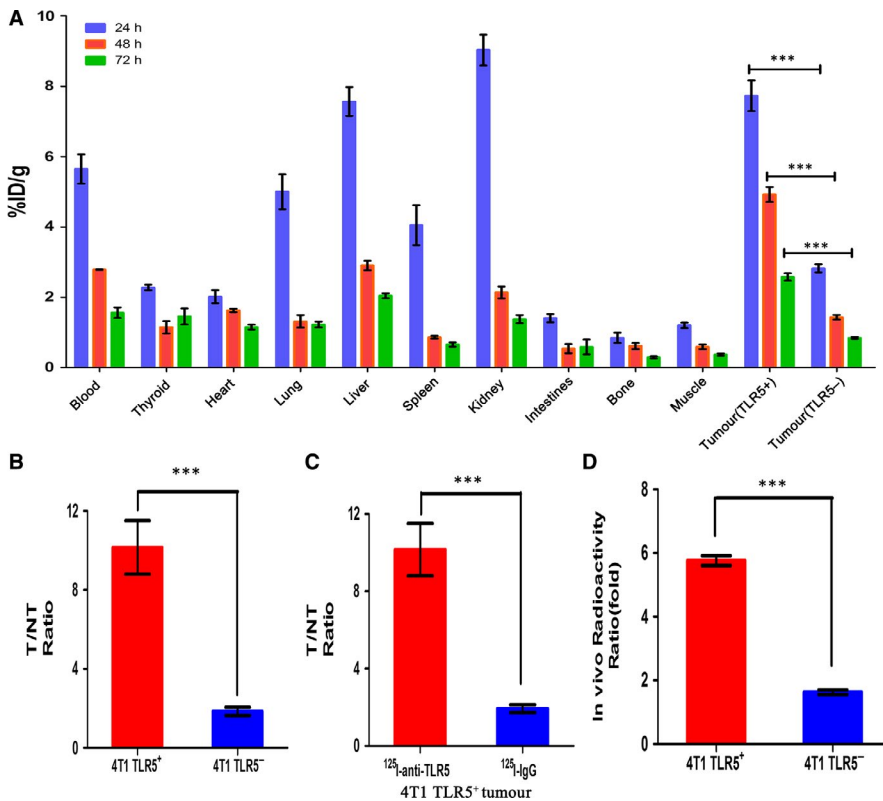 A
10
8
6
4
2
0
%ID/g
24 h
48 h
72 h
***
***
***
Blood
Thyroid
Heart
Lung
Liver
Spleen
Kidney
Intestines
Bone
Muscle
Tumour(TLR5+)
Tumour(TLR5−)
B
***
12
8
4
0
T/NT
Ratio
4T1 TLR5⁺
4T1 TLR5⁻
C
***
12
8
4
0
T/NT
Ratio
¹²⁵I-anti-TLR5
¹²⁵I-IgG
4T1 TLR5⁺ tumour
D
***
8
6
4
2
0
In vivo Radioactivity
Ratio(fold)
4T1 TLR5⁺
4T1 TLR5⁻